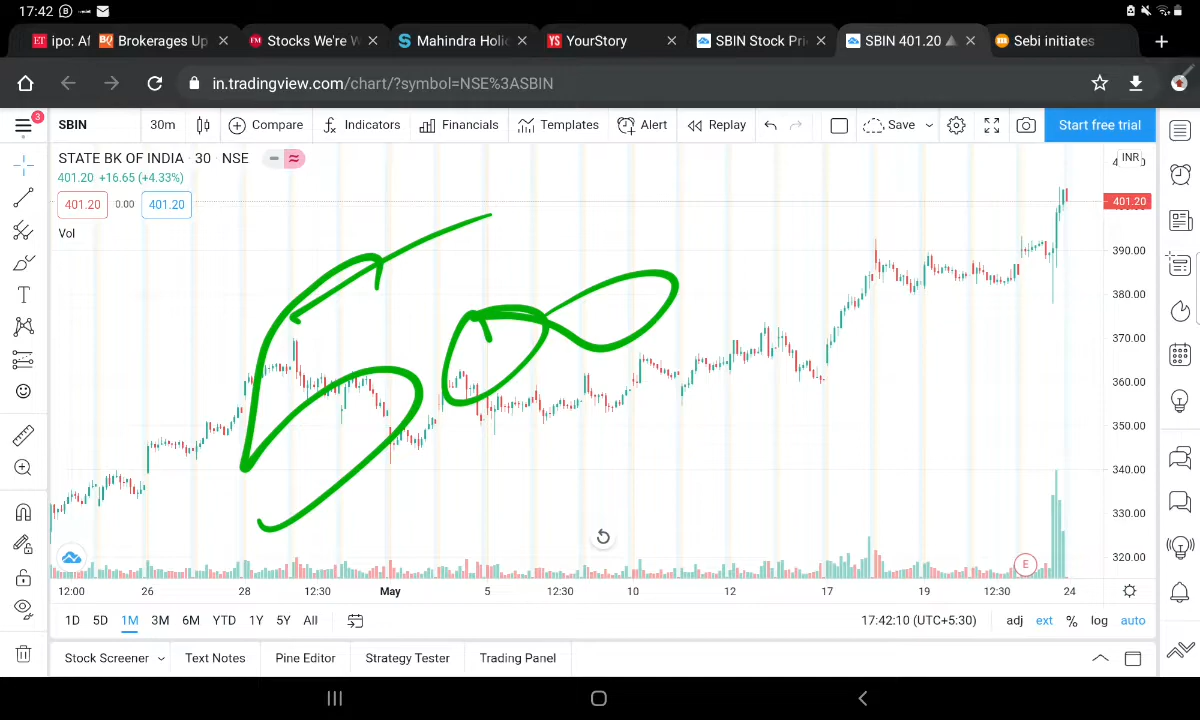 17:42
ipo: Af
Brokerages Up
Stocks We're W
Mahindra Holi
YS YourStory
SBIN Stock Pri
SBIN 401.20
Sebi initiates
in.tradingview.com/chart/?symbol=NSE%3ASBIN
3
SBIN 30m Compare Indicators Financials Templates Alert Replay Save Start free trial
STATE BK OF INDIA · 30 · NSE
401.20 +16.65 (+4.33%)
401.20 0.00 401.20
Vol
INR
401.20
390.00
380.00
370.00
360.00
350.00
340.00
330.00
320.00
500
E
12:00 26 28 12:30 May 5 12:30 10 12 17 19 12:30 24
1D 5D 1M 3M 6M YTD 1Y 5Y All 17:42:10 (UTC+5:30) adj ext % log auto
Stock Screener Text Notes Pine Editor Strategy Tester Trading Panel